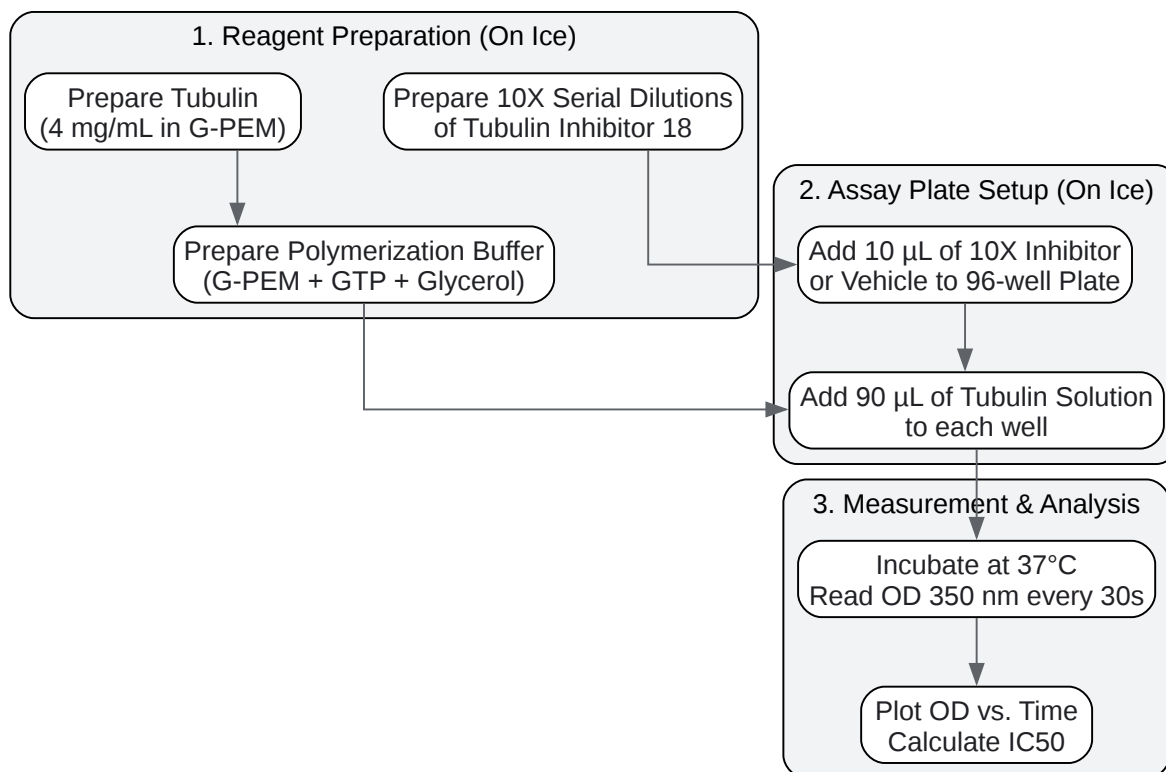 1. Reagent Preparation (On Ice)
Prepare Tubulin
(4 mg/mL in G-PEM)
Prepare 10X Serial Dilutions
of Tubulin Inhibitor 18
Prepare Polymerization Buffer
(G-PEM + GTP + Glycerol)
2. Assay Plate Setup (On Ice)
Add 10 µL of 10X Inhibitor
or Vehicle to 96-well Plate
Add 90 µL of Tubulin Solution
to each well
3. Measurement & Analysis
Incubate at 37°C
Read OD 350 nm every 30s
Plot OD vs. Time
Calculate IC50